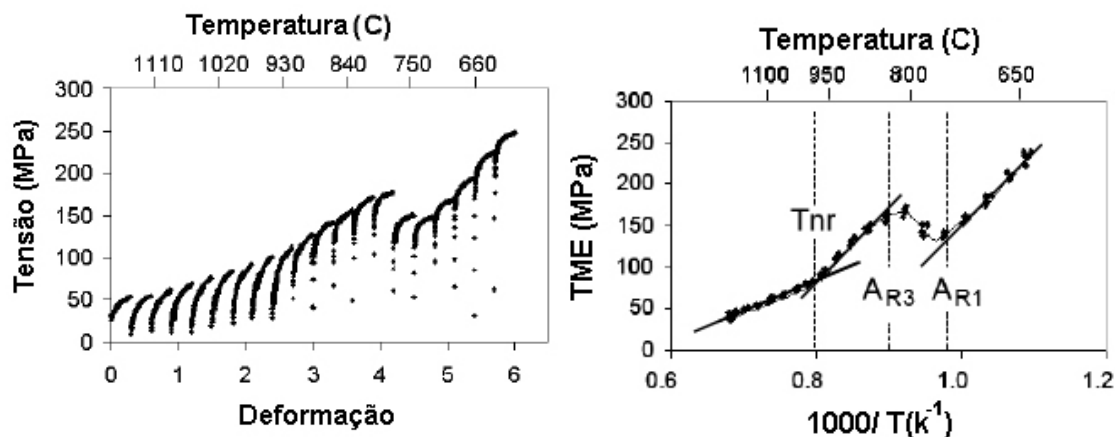 Temperatura (C)
1110 1020 930 840 750 660
300
250
200
150
100
50
0
Tensão (MPa)
0 1 2 3 4 5 6
Deformação
Temperatura (C)
1100 950 800 650
300
250
200
150
100
50
0
TME (MPa)
Tnr
A_R3 A_R1
0.6 0.8 1.0 1.2
1000/ T(k⁻¹)